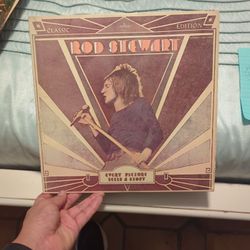 CLASSIC EDITION
ROD STEWART
EVERY PICTURE
TELLS A STORY